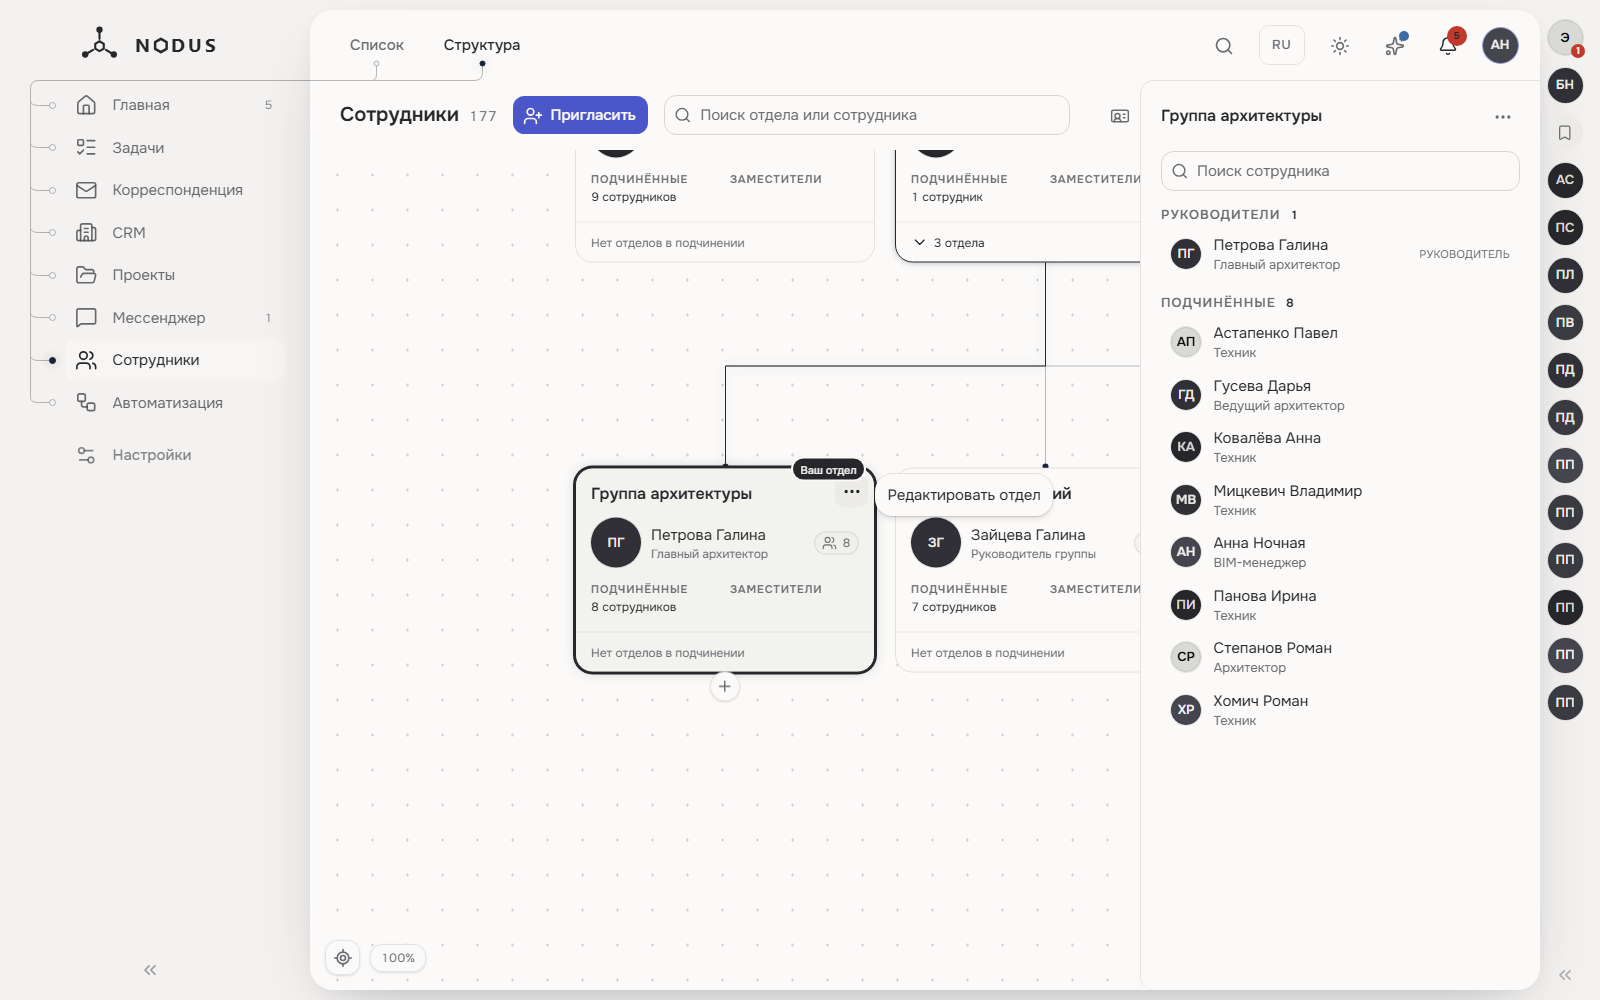 NODUS
Главная 5
Задачи
Корреспонденция
CRM
Проекты
Мессенджер 1
Сотрудники
Автоматизация
Настройки
Список
Структура
RU
5
АН
Сотрудники 177
Пригласить
Поиск отдела или сотрудника
ПОДЧИНЁННЫЕ ЗАМЕСТИТЕЛИ
9 сотрудников
Нет отделов в подчинении
ПОДЧИНЁННЫЕ ЗАМЕСТИТЕЛИ
1 сотрудник
3 отдела
Ваш отдел
Группа архитектуры
ПГ
Петрова Галина
Главный архитектор
8
ПОДЧИНЁННЫЕ ЗАМЕСТИТЕЛИ
8 сотрудников
Нет отделов в подчинении
Редактировать отдел
ий
ЗГ
Зайцева Галина
Руководитель группы
ПОДЧИНЁННЫЕ ЗАМЕСТИТЕЛИ
7 сотрудников
Нет отделов в подчинении
100%
Группа архитектуры
Поиск сотрудника
РУКОВОДИТЕЛИ 1
ПГ
Петрова Галина
Главный архитектор
РУКОВОДИТЕЛЬ
ПОДЧИНЁННЫЕ 8
АП
Астапенко Павел
Техник
ГД
Гусева Дарья
Ведущий архитектор
КА
Ковалёва Анна
Техник
МВ
Мицкевич Владимир
Техник
АН
Анна Ночная
BIM-менеджер
ПИ
Панова Ирина
Техник
СР
Степанов Роман
Архитектор
ХР
Хомич Роман
Техник
Э
1
БН
АС
ПС
ПЛ
ПВ
ПД
ПД
ПП
ПП
ПП
ПП
ПП
ПП